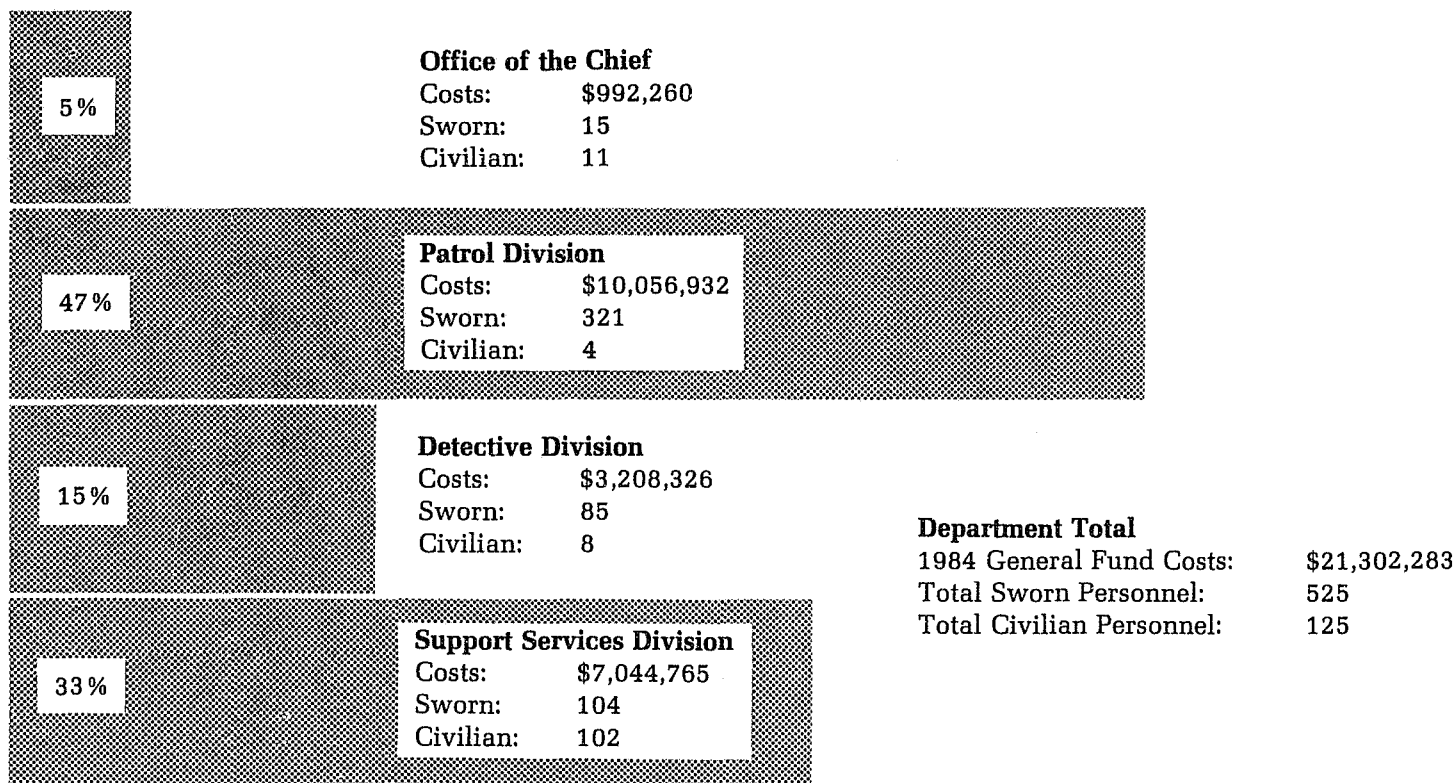 5%
Office of the Chief
Costs: $992,260
Sworn: 15
Civilian: 11
47%
Patrol Division
Costs: $10,056,932
Sworn: 321
Civilian: 4
15%
Detective Division
Costs: $3,208,326
Sworn: 85
Civilian: 8
33%
Support Services Division
Costs: $7,044,765
Sworn: 104
Civilian: 102
Department Total
1984 General Fund Costs: $21,302,283
Total Sworn Personnel: 525
Total Civilian Personnel: 125